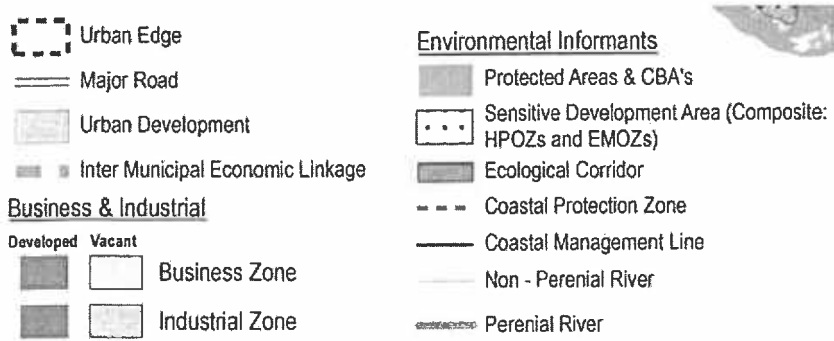 Urban Edge
Major Road
Urban Development
Inter Municipal Economic Linkage
Business & Industrial
Developed Vacant
Business Zone
Industrial Zone
Environmental Informants
Protected Areas & CBA's
Sensitive Development Area (Composite:
HPOZs and EMOZs)
Ecological Corridor
Coastal Protection Zone
Coastal Management Line
Non - Perenial River
Perenial River